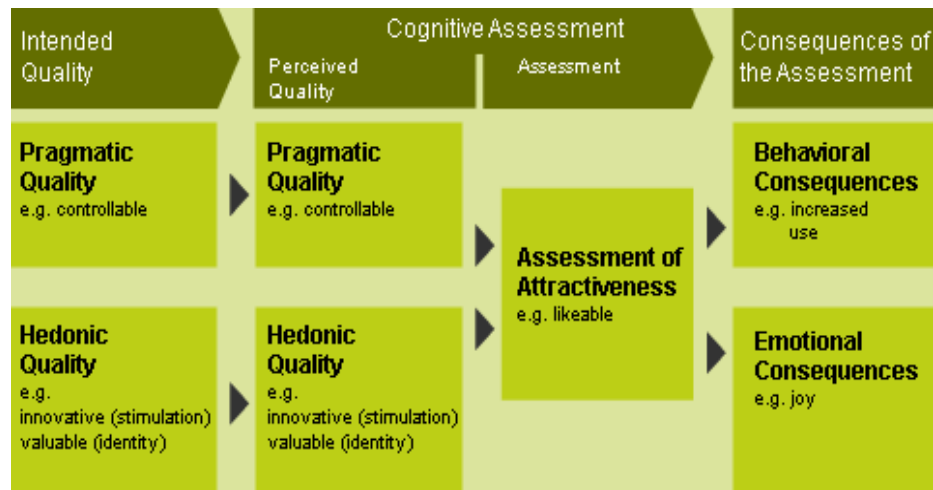 Intended
Quality
Cognitive Assessment
Perceived
Quality
Assessment
Consequences of
the Assessment
Pragmatic
Quality
e.g. controllable
Pragmatic
Quality
e.g. controllable
Assessment of
Attractiveness
e.g. likeable
Behavioral
Consequences
e.g. increased
use
Hedonic
Quality
e.g.
innovative (stimulation)
valuable (identity)
Hedonic
Quality
e.g.
innovative (stimulation)
valuable (identity)
Emotional
Consequences
e.g. joy